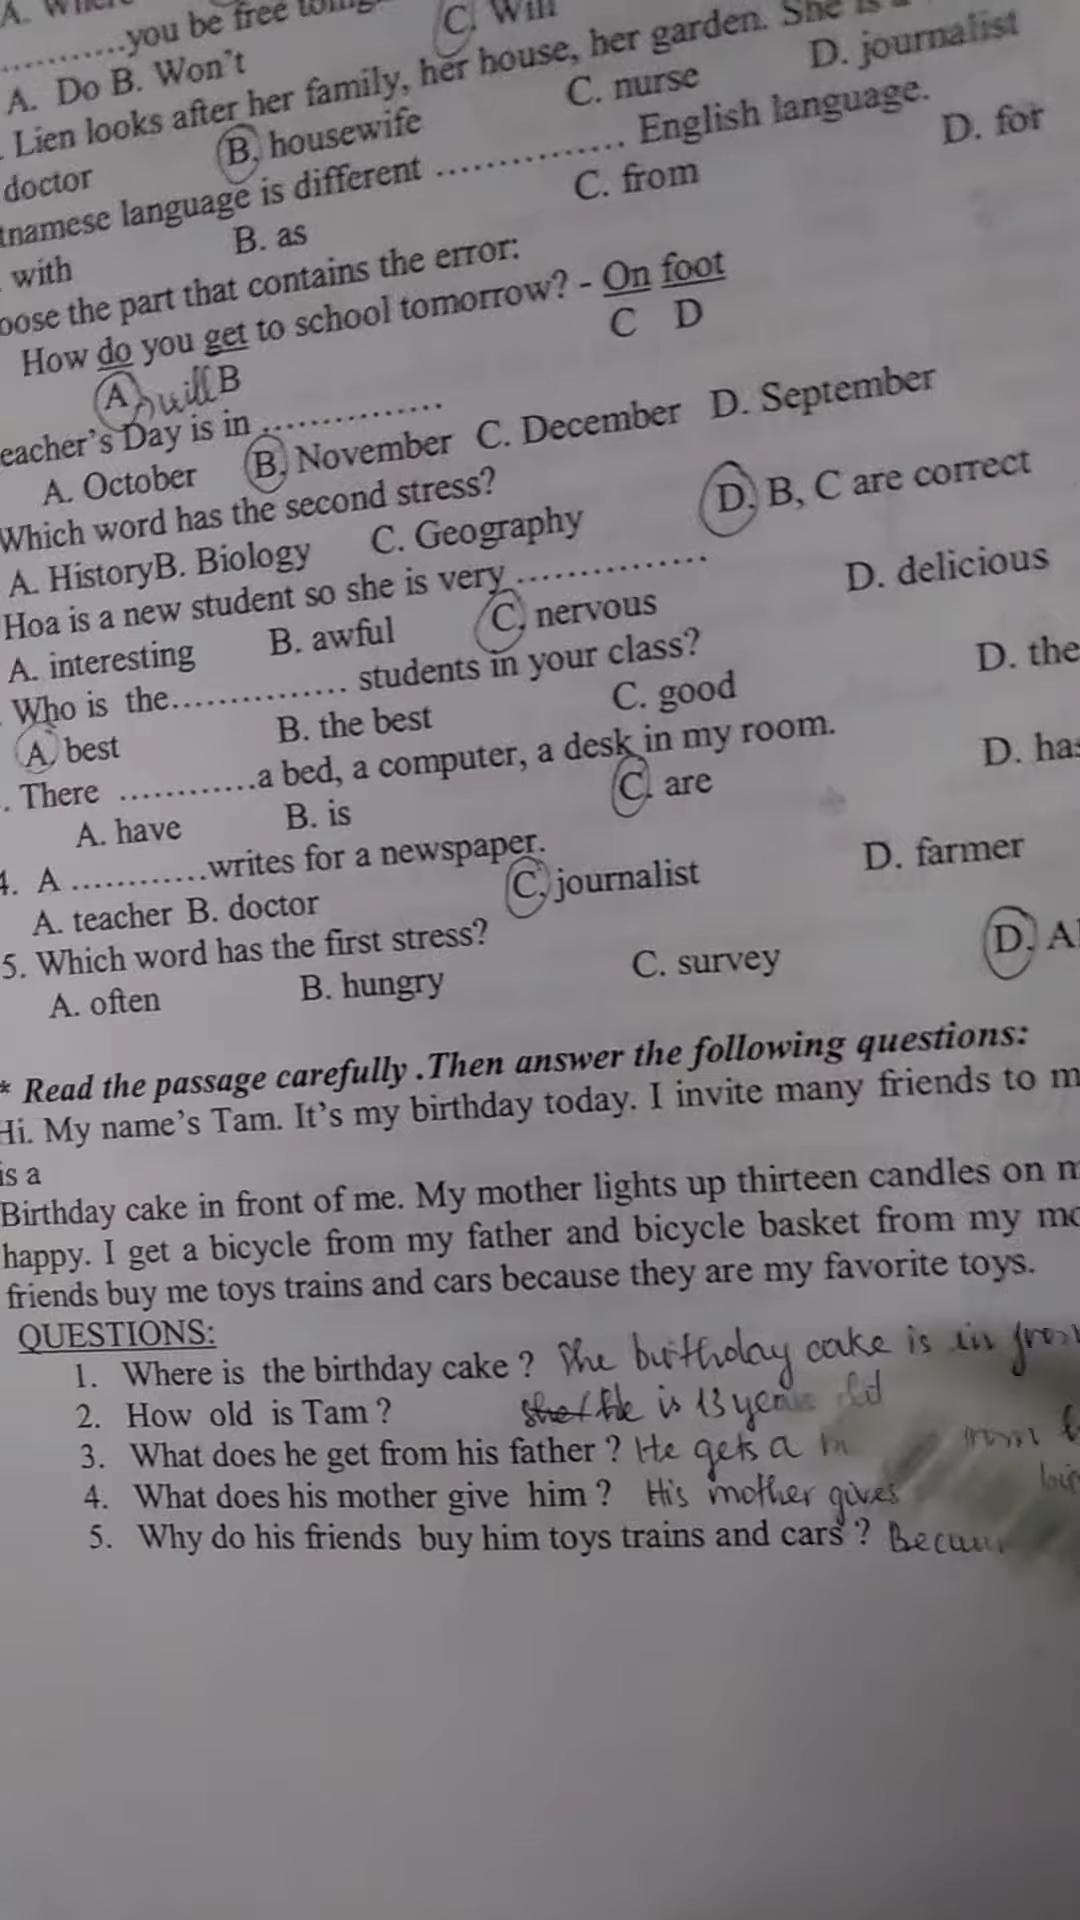 ...........you be free
C. Will
A. Do B. Won't
Lien looks after her family, her house, her garden. She is
doctor B. housewife C. nurse D. journalist
namese language is different .............. English language.
with B. as C. from D. for
oose the part that contains the error:
How do you get to school tomorrow? - On foot
A will B C D
eacher's Day is in ..............
A. October B. November C. December D. September
Which word has the second stress?
A. HistoryB. Biology C. Geography D. B, C are correct
Hoa is a new student so she is very ..............
A. interesting B. awful C. nervous D. delicious
Who is the.............. students in your class?
A. best B. the best C. good D. the
. There ............a bed, a computer, a desk in my room.
A. have B. is C. are D. has
4. A ............writes for a newspaper.
A. teacher B. doctor C. journalist D. farmer
5. Which word has the first stress?
A. often B. hungry C. survey D. A
* Read the passage carefully .Then answer the following questions:
Hi. My name's Tam. It's my birthday today. I invite many friends to m
is a
Birthday cake in front of me. My mother lights up thirteen candles on m
happy. I get a bicycle from my father and bicycle basket from my mo
friends buy me toys trains and cars because they are my favorite toys.
QUESTIONS:
1. Where is the birthday cake ? The birthday cake is in front
2. How old is Tam ? He is 13 years old
3. What does he get from his father ? He gets a
4. What does his mother give him ? His mother gives
5. Why do his friends buy him toys trains and cars ? Becau